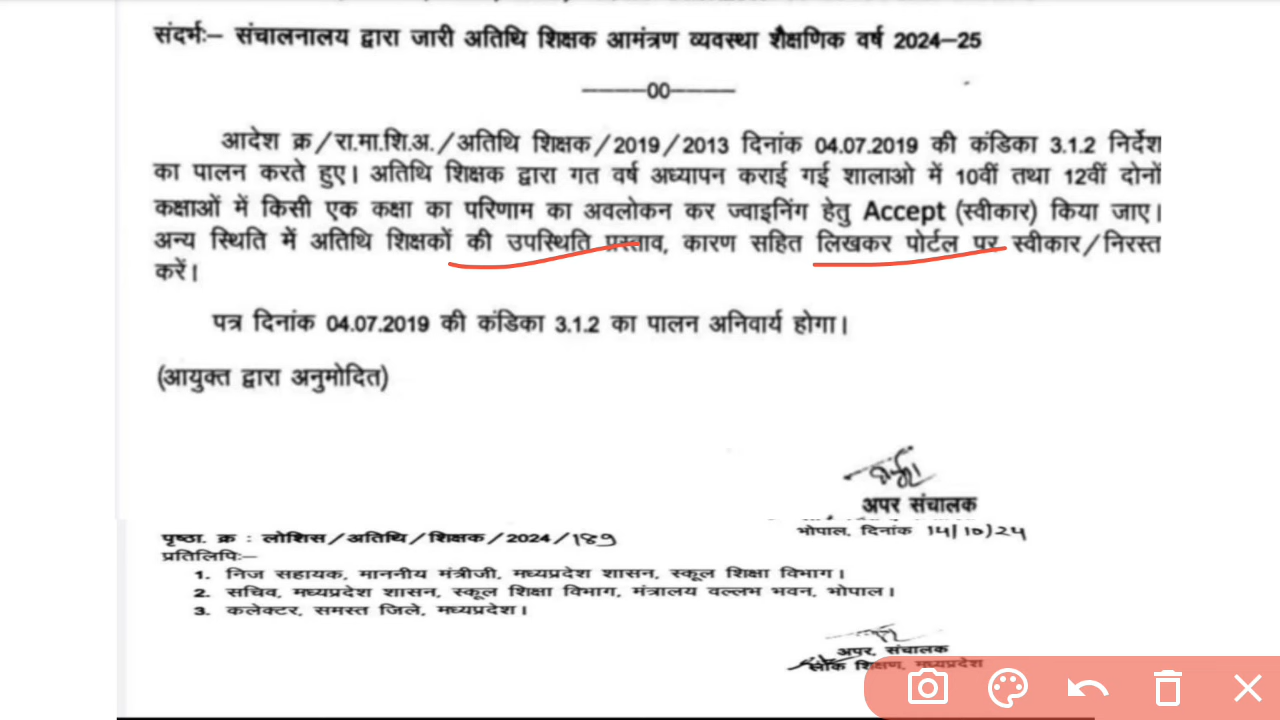 संदर्भः– संचालनालय द्वारा जारी अतिथि शिक्षक आमंत्रण व्यवस्था शैक्षणिक वर्ष 2024–25
———00———
आदेश क्र/रा.मा.शि.अ./अतिथि शिक्षक/2019/2013 दिनांक 04.07.2019 की कंडिका 3.1.2 निर्देश
का पालन करते हुए। अतिथि शिक्षक द्वारा गत वर्ष अध्यापन कराई गई शालाओ में 10वीं तथा 12वीं दोनों
कक्षाओं में किसी एक कक्षा का परिणाम का अवलोकन कर ज्वाइनिंग हेतु Accept (स्वीकार) किया जाए।
अन्य स्थिति में अतिथि शिक्षकों की उपस्थिति प्रस्ताव, कारण सहित लिखकर पोर्टल पर स्वीकार/निरस्त
करें।
पत्र दिनांक 04.07.2019 की कंडिका 3.1.2 का पालन अनिवार्य होगा।
(आयुक्त द्वारा अनुमोदित)
अपर संचालक
भोपाल, दिनांक 14/10/24
पृष्ठा. क्र : लोशिस/अतिथि/शिक्षक/2024/189
प्रतिलिपिः–
1. निज सहायक, माननीय मंत्रीजी, मध्यप्रदेश शासन, स्कूल शिक्षा विभाग।
2. सचिव, मध्यप्रदेश शासन, स्कूल शिक्षा विभाग, मंत्रालय वल्लभ भवन, भोपाल।
3. कलेक्टर, समस्त जिले, मध्यप्रदेश।
अपर, संचालक
लोक शिक्षण, मध्यप्रदेश